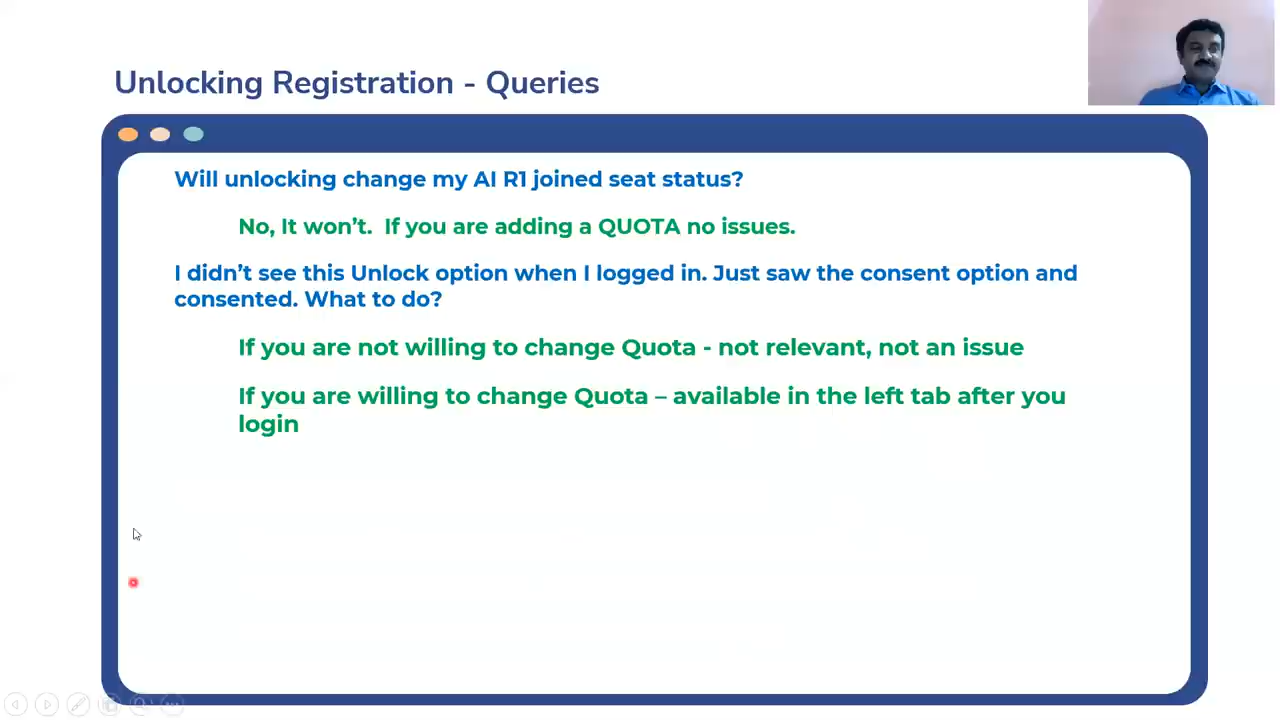 Unlocking Registration - Queries
Will unlocking change my AI R1 joined seat status?
No, It won’t.  If you are adding a QUOTA no issues.
I didn’t see this Unlock option when I logged in. Just saw the consent option and
consented. What to do?
If you are not willing to change Quota - not relevant, not an issue
If you are willing to change Quota – available in the left tab after you
login